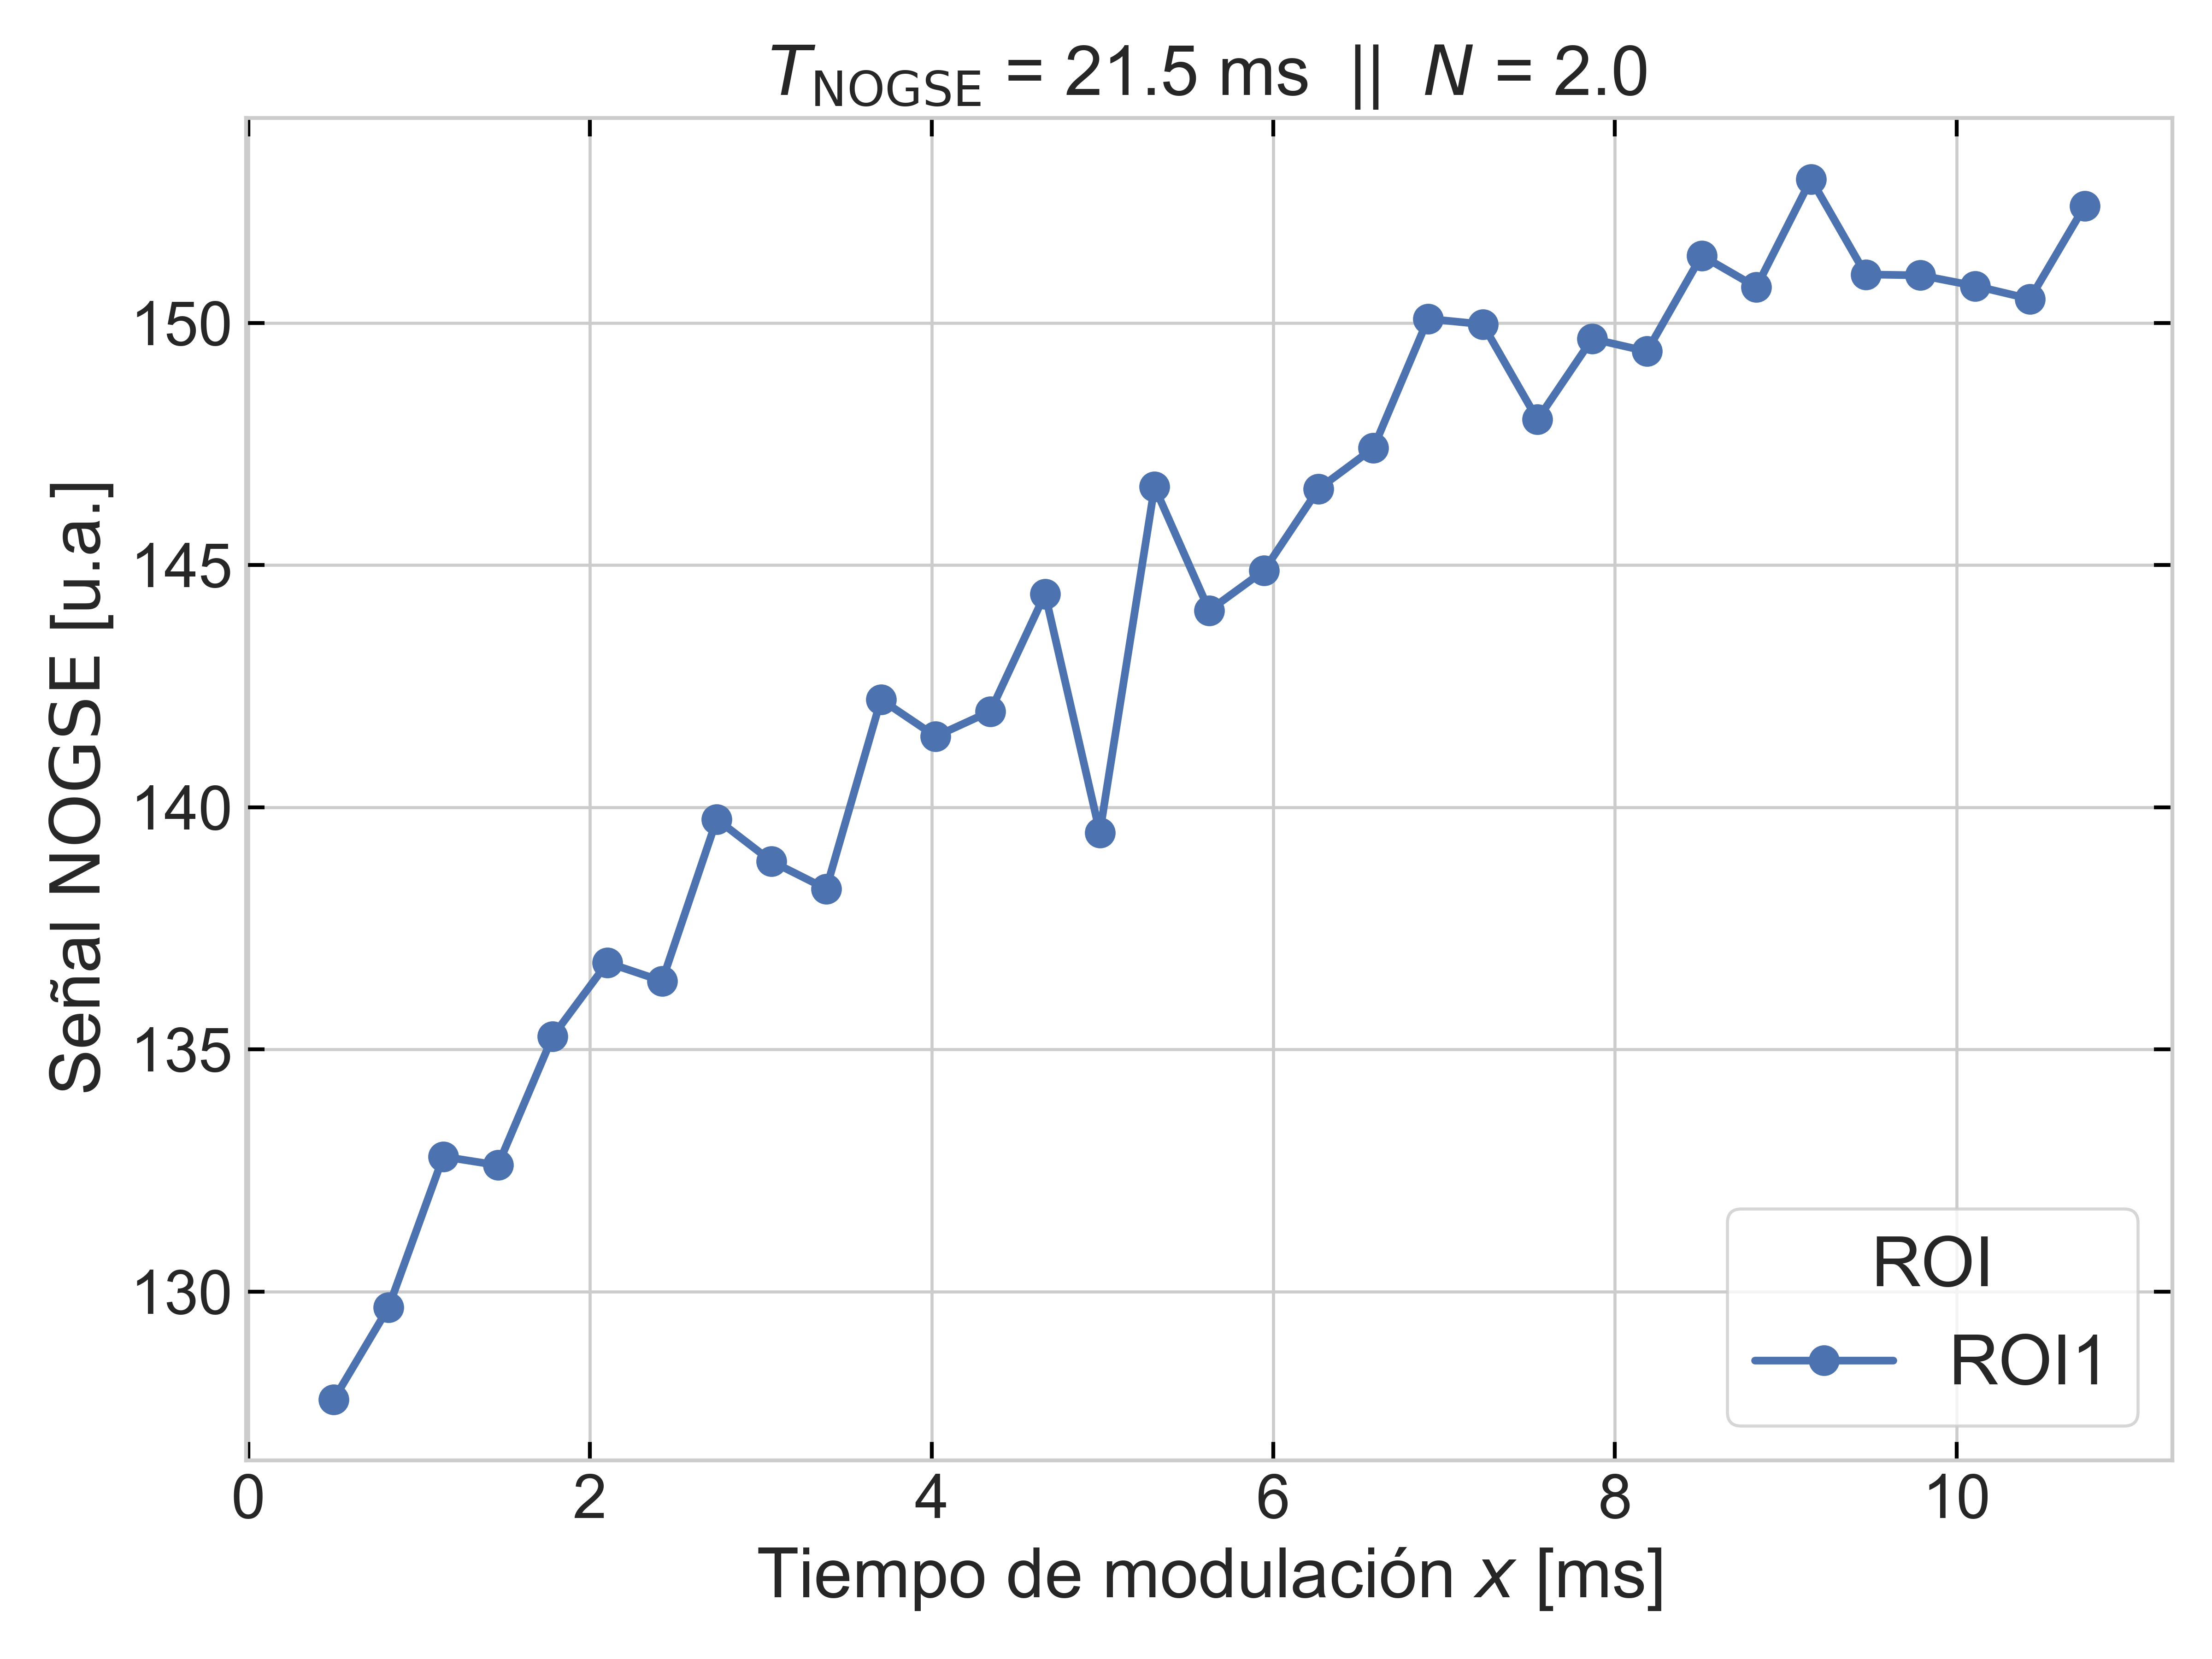 T_NOGSE = 21.5 ms || N = 2.0
Señal NOGSE [u.a.]
150
145
140
135
130
ROI
ROI1
0 2 4 6 8 10
Tiempo de modulación x [ms]